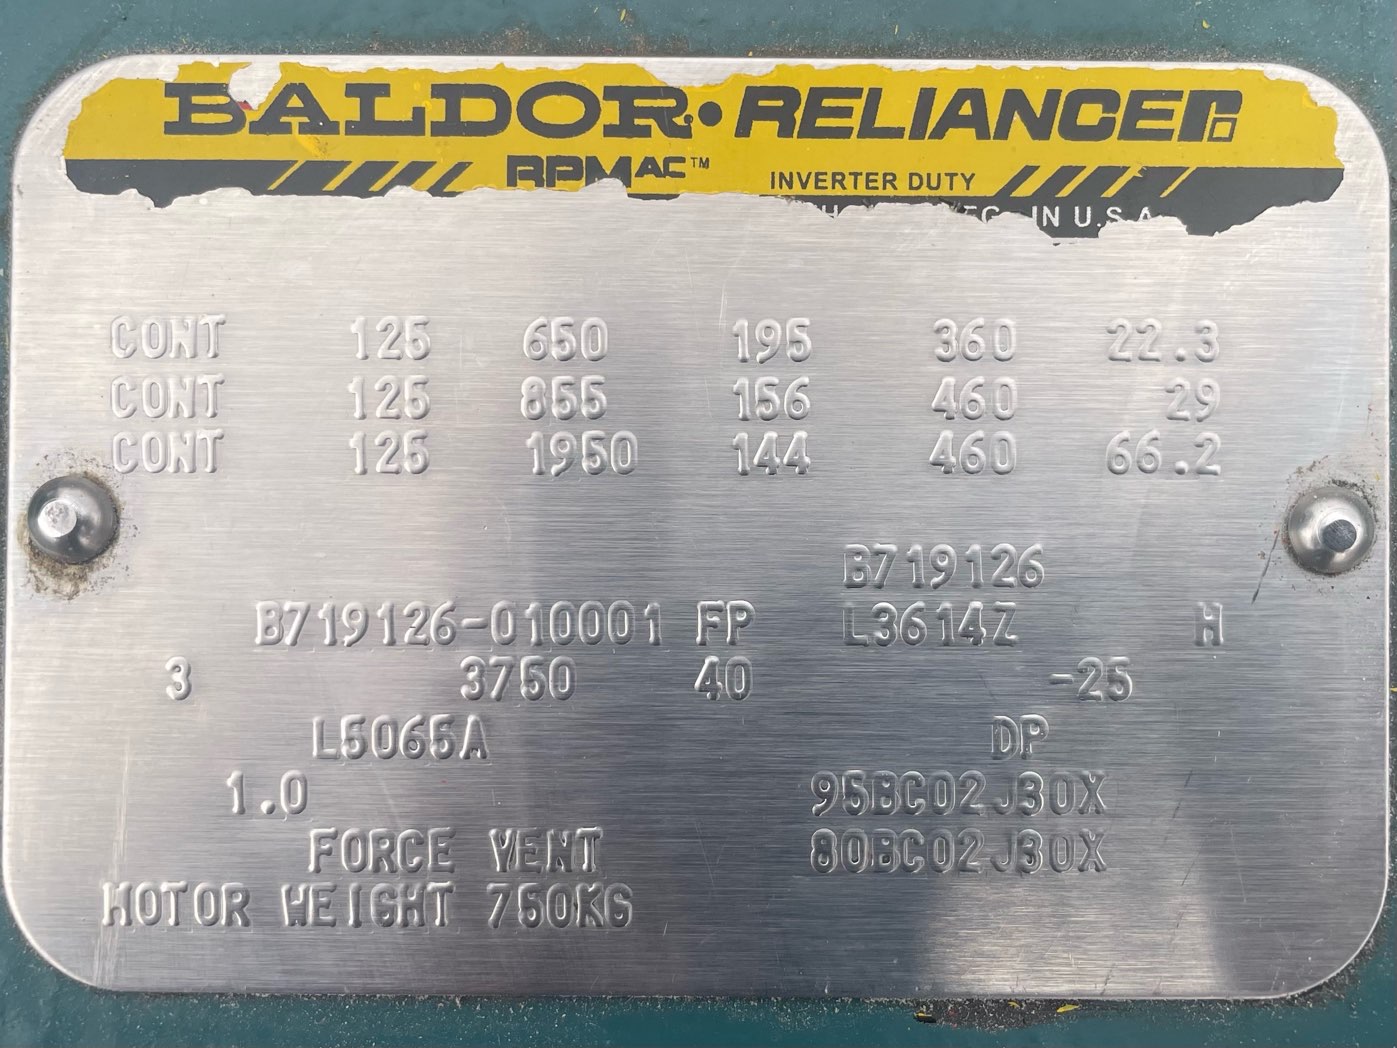 BALDOR • RELIANCE
RPMAC™ INVERTER DUTY
IN U.S.A.
CONT 125 650 195 360 22.3
CONT 125 855 156 460 29
CONT 125 1950 144 460 66.2
B719126
B719126-010001 FP L3614Z H
3 3750 40 -25
L5065A DP
1.0 95BC02J30X
FORCE VENT 80BC02J30X
MOTOR WEIGHT 750KG